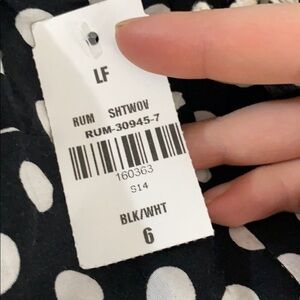 LF
RUM SHTWOV
RUM-30945-7
160363
S14
BLK/WHT
6